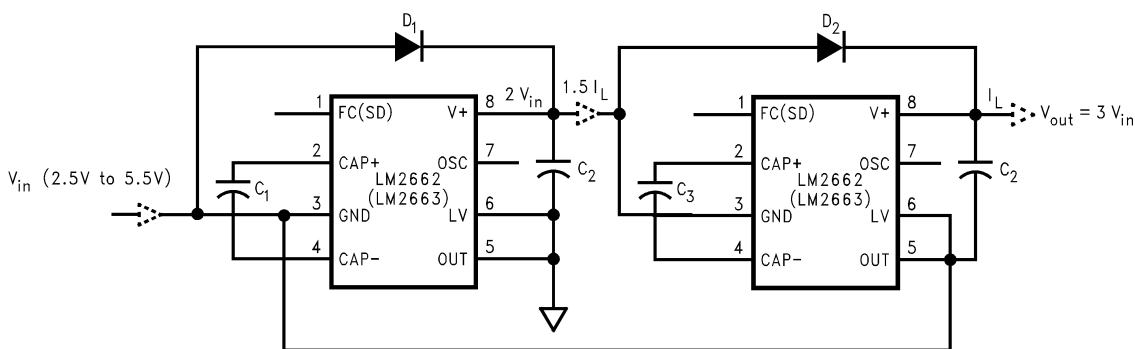 D1
D2
1 FC(SD) V+ 8
2 Vin
1.5 IL
1 FC(SD) V+ 8
IL
Vout = 3 Vin
Vin (2.5V to 5.5V)
C1
2 CAP+ OSC 7
C2
C3
2 CAP+ OSC 7
C2
LM2662
(LM2663)
LM2662
(LM2663)
3 GND LV 6
3 GND LV 6
4 CAP- OUT 5
4 CAP- OUT 5